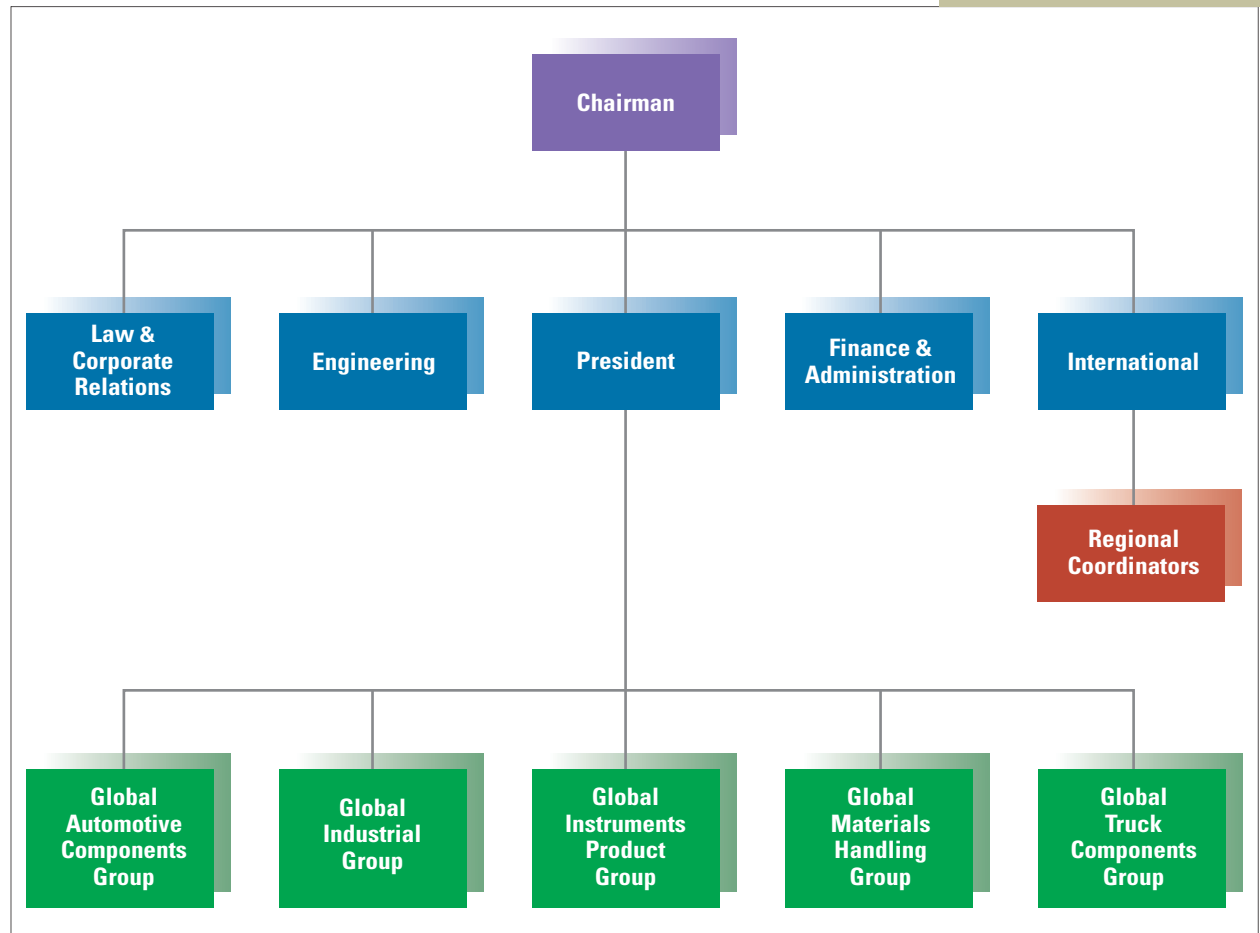 Chairman
Law &
Corporate
Relations
Engineering
President
Finance &
Administration
International
Regional
Coordinators
Global
Automotive
Components
Group
Global
Industrial
Group
Global
Instruments
Product
Group
Global
Materials
Handling
Group
Global
Truck
Components
Group